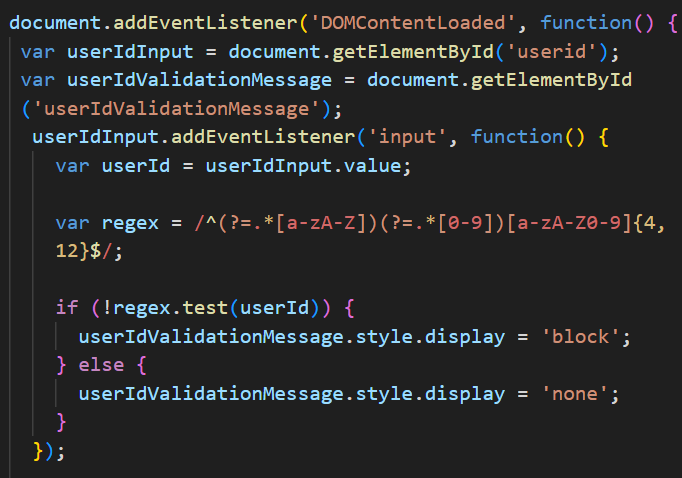 document.addEventListener('DOMContentLoaded', function() {
var userIdInput = document.getElementById('userid');
var userIdValidationMessage = document.getElementById
('userIdValidationMessage');
userIdInput.addEventListener('input', function() {
var userId = userIdInput.value;
var regex = /^(?=.*[a-zA-Z])(?=.*[0-9])[a-zA-Z0-9]{4,
12}$/;
if (!regex.test(userId)) {
userIdValidationMessage.style.display = 'block';
} else {
userIdValidationMessage.style.display = 'none';
}
});